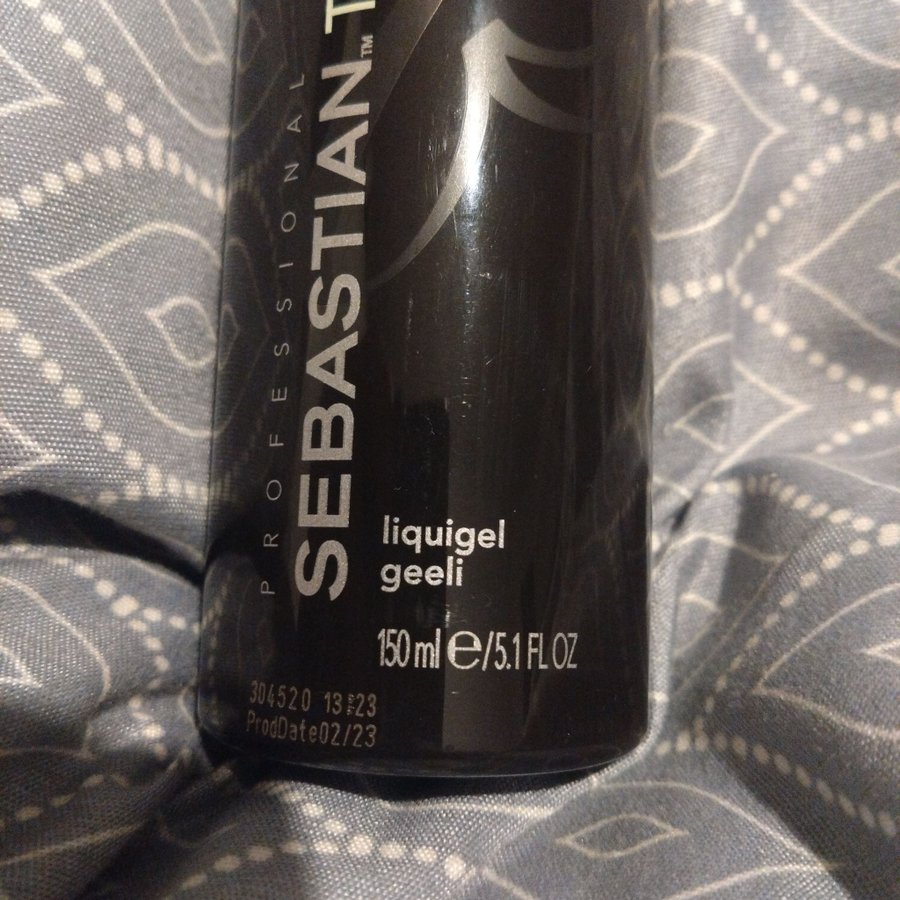 PROFESSIONAL
SEBASTIAN™
liquigel
geeli
150 ml e/5.1 FL OZ
304520 13 23
ProdDate02/23